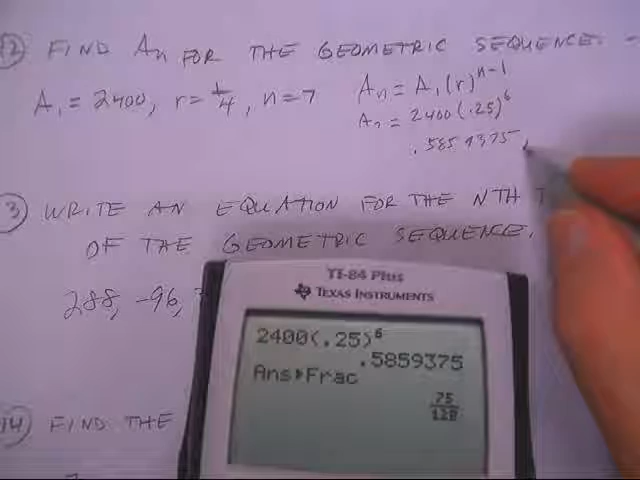 12) FIND An FOR THE GEOMETRIC SEQUENCE.
A1 = 2400, r = 1/4, n = 7
An = A1(r)^n-1
A7 = 2400(.25)^6
.5859375,
3) WRITE AN EQUATION FOR THE NTH T
OF THE GEOMETRIC SEQUENCE.
288, -96,
14) FIND THE
TI-84 Plus
TEXAS INSTRUMENTS
2400(.25)^6
.5859375
Ans▶Frac
75/128